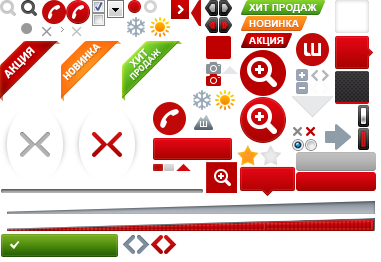 ХИТ ПРОДАЖ
НОВИНКА
АКЦИЯ
АКЦИЯ
НОВИНКА
ХИТ
ПРОДАЖ
Ш
Ш